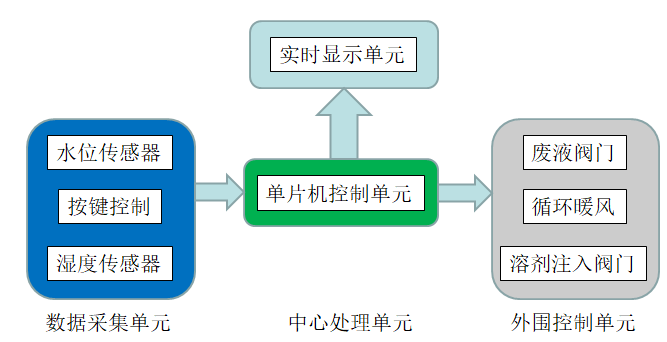 实时显示单元
水位传感器
按键控制
湿度传感器
单片机控制单元
废液阀门
循环暖风
溶剂注入阀门
数据采集单元
中心处理单元
外围控制单元